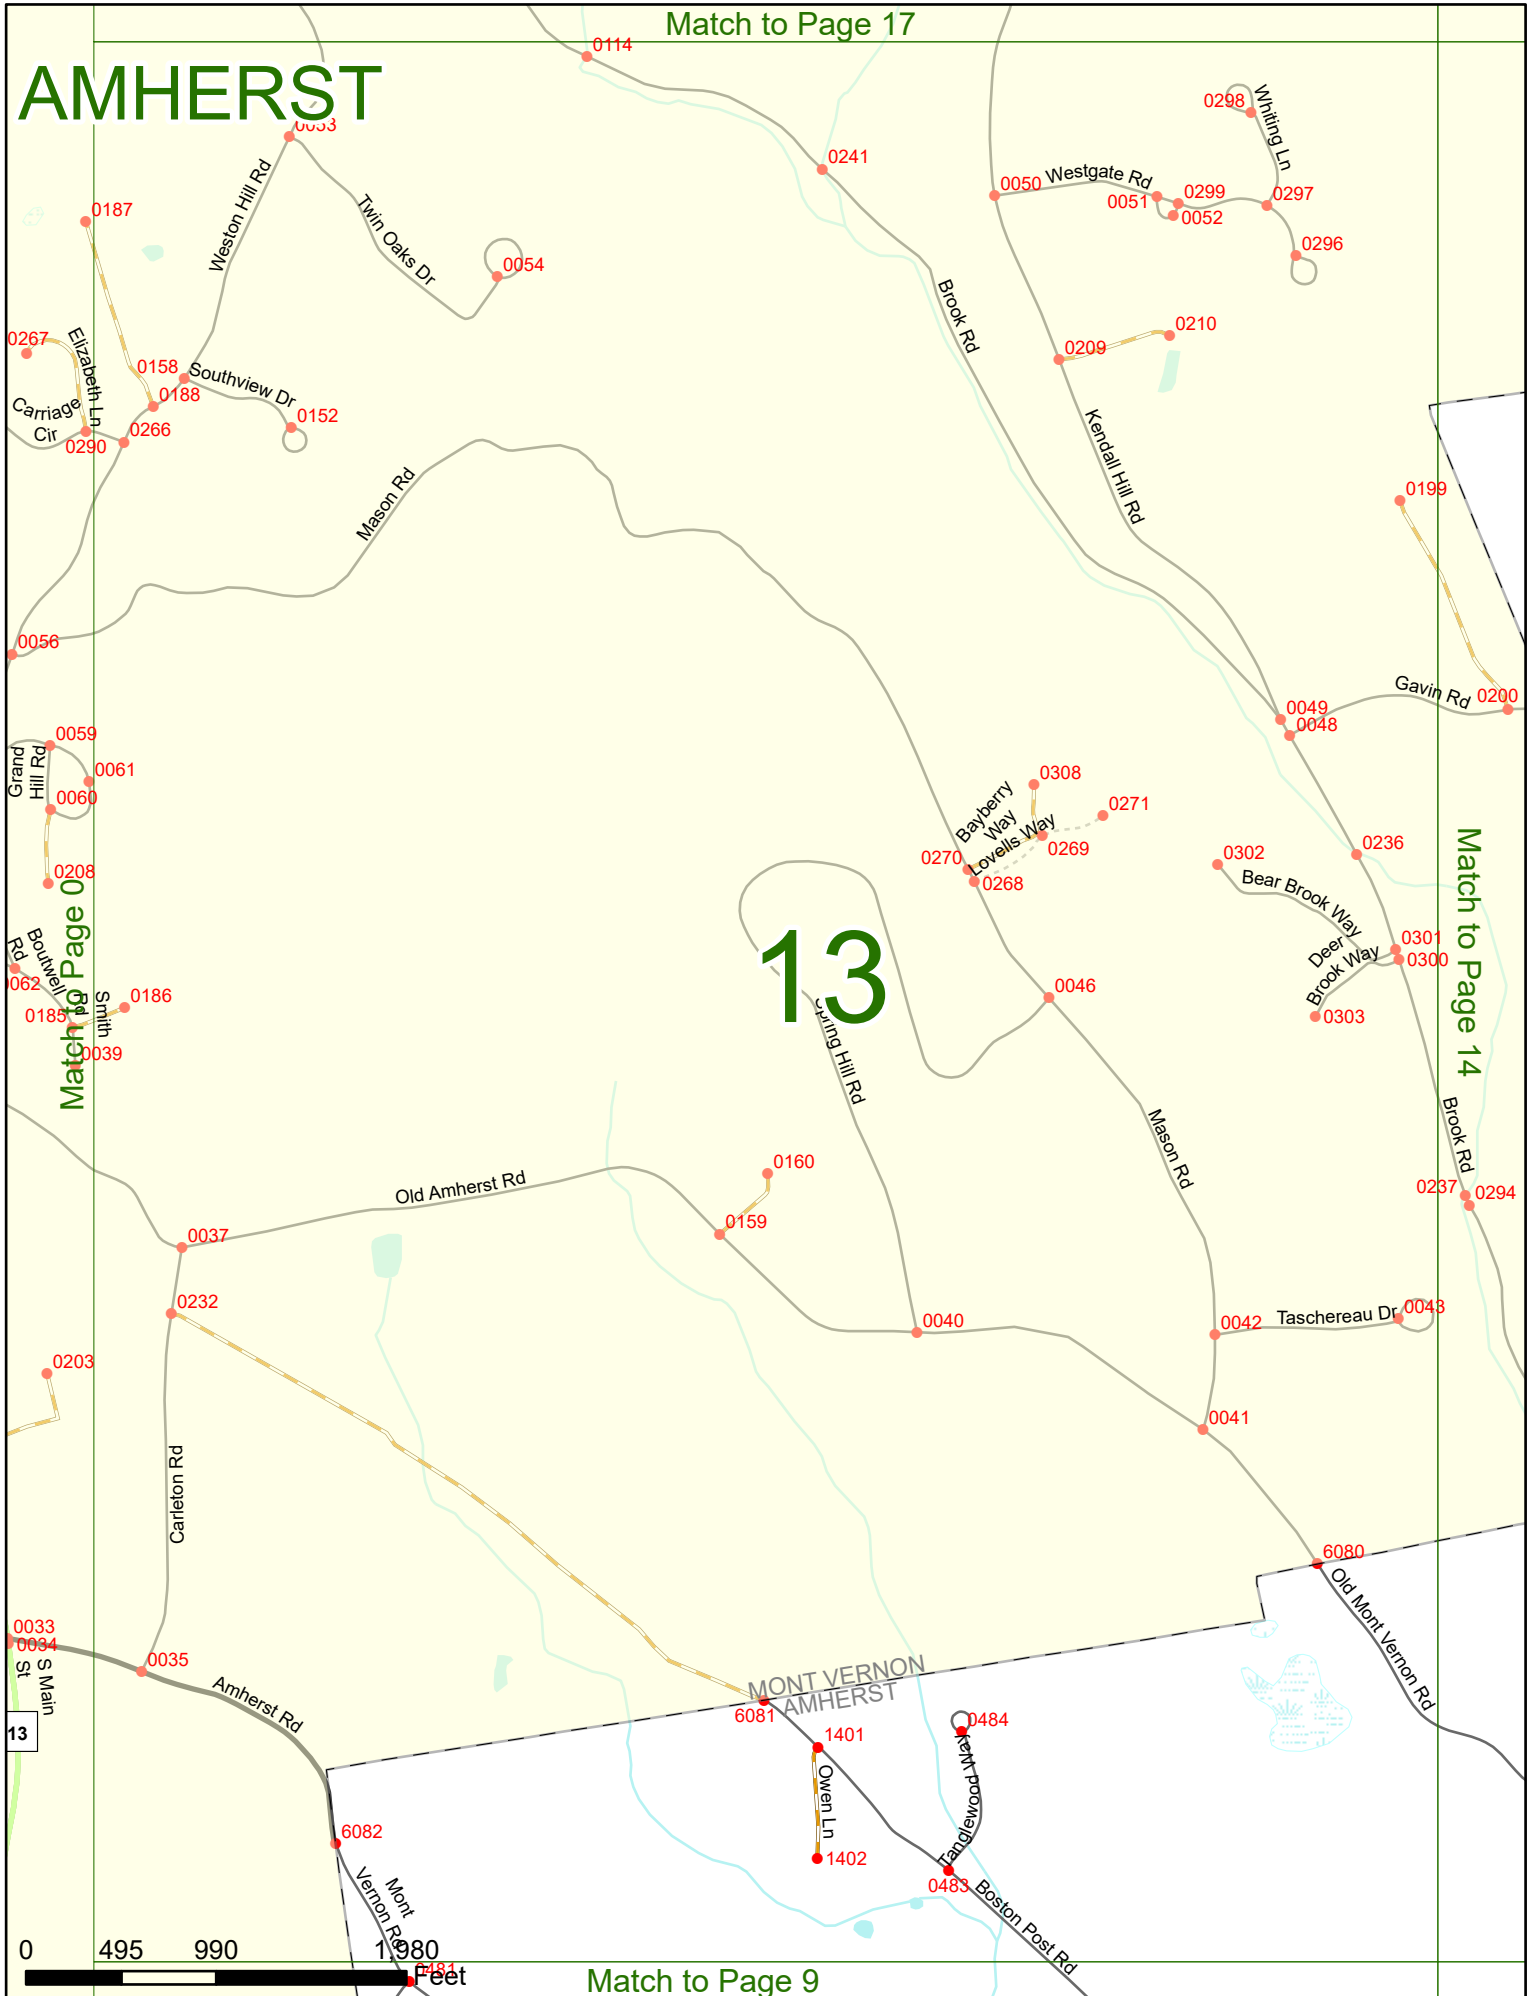 Match to Page 17
0114
AMHERST
0053
0298
Whiting Ln
0241
Weston Hill Rd
0050
Westgate Rd
0051
0299
0052
0297
0187
Twin Oaks Dr
0054
0296
Brook Rd
0267
Elizabeth Ln
0158
Southview Dr
0188
0210
0209
Carriage
Cir
0290
0266
0152
Kendall Hill Rd
Mason Rd
0199
0056
Gavin Rd
0200
0049
0048
0059
Grand
Hill Rd
0061
0060
0308
0271
Bayberry
Way
Lovells Way
0269
0270
0268
0236
0302
Bear Brook Way
Match to Page 14
0208
Match to Page 0
Boutwell
Rd
Rd
0062
Smith
0186
0185
0039
13
Spring Hill Rd
0046
Deer
Brook Way
0301
0300
0303
Mason Rd
Brook Rd
0160
Old Amherst Rd
0159
0237
0294
0037
0232
0040
0042
Taschereau Dr
0043
0203
0041
Carleton Rd
6080
Old Mont Vernon Rd
0033
0034
S Main
St
0035
Amherst Rd
MONT VERNON
AMHERST
6081
13
1401
0484
Owen Ln
Tanglewood Way
6082
1402
0483
Mont
Vernon Rd
Boston Post Rd
0 495 990 1,980
Feet
0481
Match to Page 9